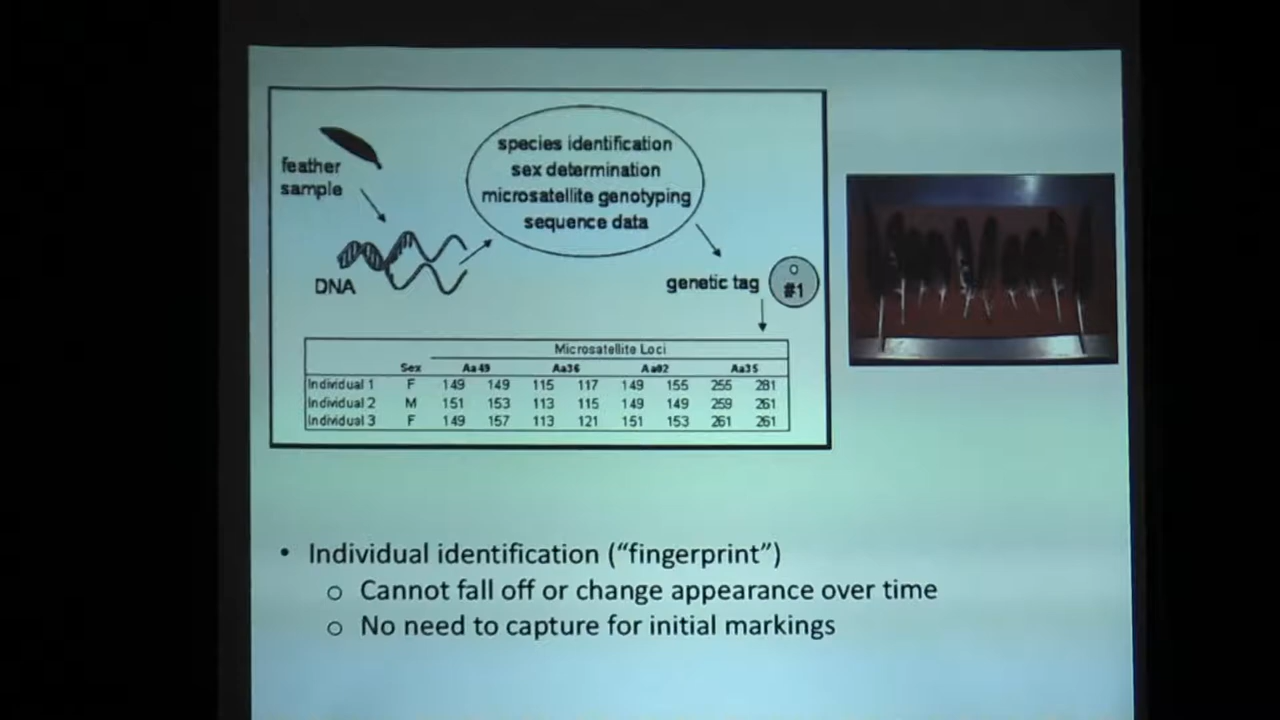 feather
sample
DNA
species identification
sex determination
microsatellite genotyping
sequence data
genetic tag
#1
Microsatellite Loci
Sex Aa49 Aa36 Aa02 Aa35
Individual 1 F 149 149 115 117 149 155 255 281
Individual 2 M 151 153 113 115 149 149 259 261
Individual 3 F 149 157 113 121 151 153 261 261
• Individual identification (“fingerprint”)
o Cannot fall off or change appearance over time
o No need to capture for initial markings